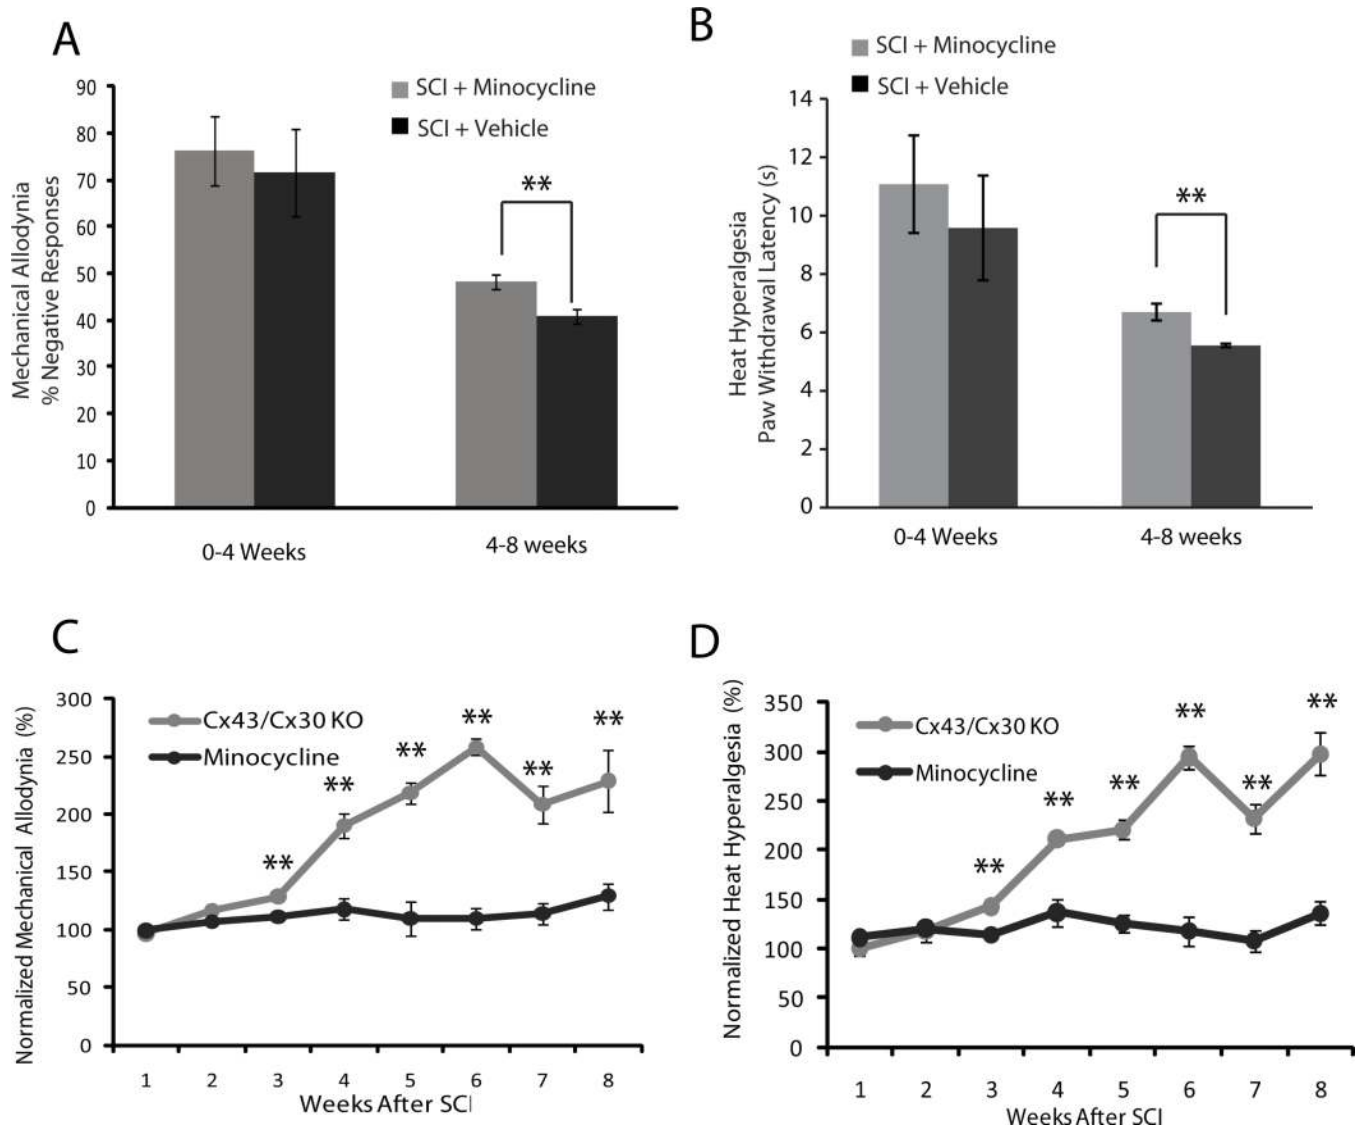 A
SCI + Minocycline
SCI + Vehicle
Mechanical Allodynia
% Negative Responses
90
80
70
60
50
40
30
20
10
0
**
0-4 Weeks
4-8 weeks
B
SCI + Minocycline
SCI + Vehicle
Heat Hyperalgesia
Paw Withdrawal Latency (s)
14
12
10
8
6
4
2
0
**
0-4 Weeks
4-8 weeks
C
Cx43/Cx30 KO
Minocycline
Normalized Mechanical Allodynia (%)
300
250
200
150
100
50
0
** ** ** ** ** **
1 2 3 4 5 6 7 8
Weeks After SCI
D
Cx43/Cx30 KO
Minocycline
Normalized Heat Hyperalgesia (%)
350
300
250
200
150
100
50
0
** ** ** ** ** **
1 2 3 4 5 6 7 8
Weeks After SCI